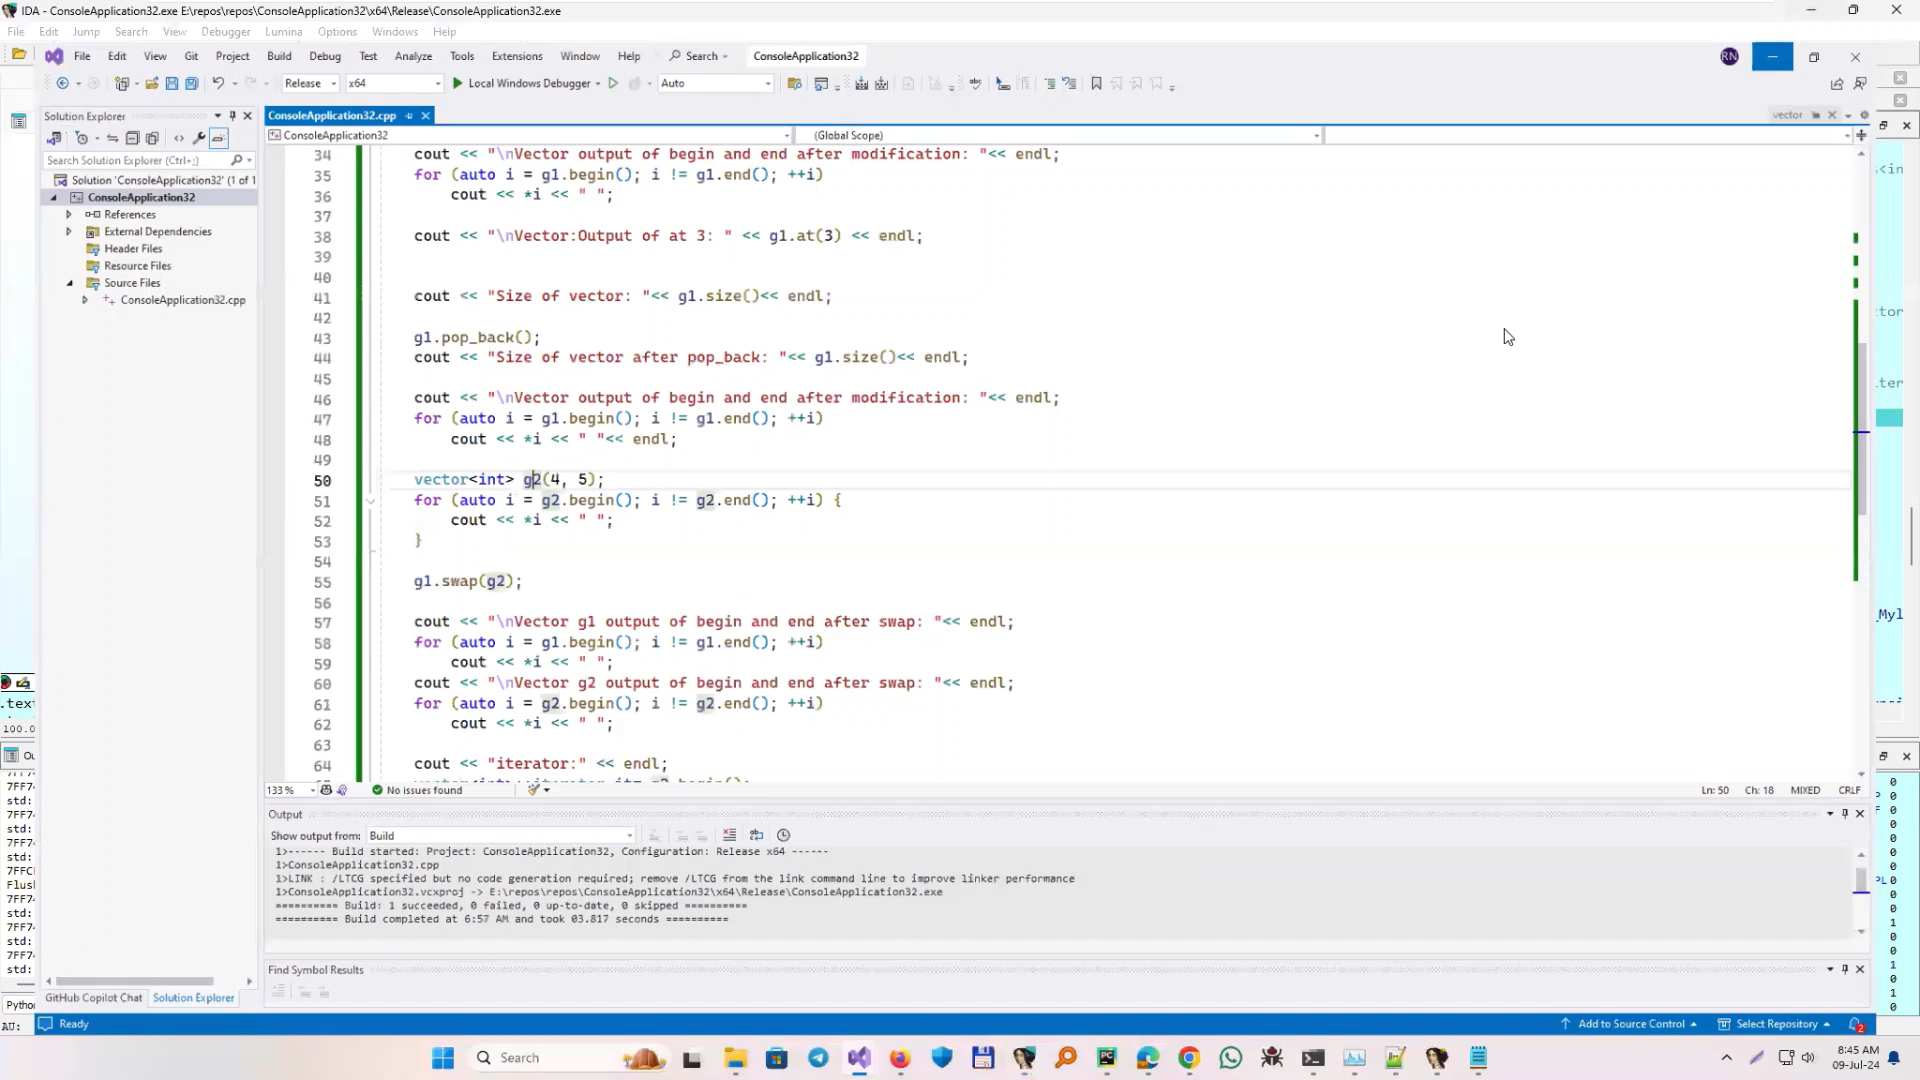 IDA - ConsoleApplication32.exe E:\repos\repos\ConsoleApplication32\x64\Release\ConsoleApplication32.exe
File Edit Jump Search View Debugger Lumina Options Windows Help
File Edit View Git Project Build Debug Test Analyze Tools Extensions Window Help Search ConsoleApplication32 RN
Release x64 Local Windows Debugger Auto
Solution Explorer
ConsoleApplication32.cpp vector
ConsoleApplication32 (Global Scope)
Search Solution Explorer (Ctrl+;)
Solution 'ConsoleApplication32' (1 of 1
ConsoleApplication32
References
External Dependencies
Header Files
Resource Files
Source Files
ConsoleApplication32.cpp
34 cout << "\nVector output of begin and end after modification: "<< endl;
35 for (auto i = g1.begin(); i != g1.end(); ++i)
36 cout << *i << " ";
37
38 cout << "\nVector:Output of at 3: " << g1.at(3) << endl;
39
40
41 cout << "Size of vector: "<< g1.size()<< endl;
42
43 g1.pop_back();
44 cout << "Size of vector after pop_back: "<< g1.size()<< endl;
45
46 cout << "\nVector output of begin and end after modification: "<< endl;
47 for (auto i = g1.begin(); i != g1.end(); ++i)
48 cout << *i << " "<< endl;
49
50 vector<int> g2(4, 5);
51 for (auto i = g2.begin(); i != g2.end(); ++i) {
52 cout << *i << " ";
53 }
54
55 g1.swap(g2);
56
57 cout << "\nVector g1 output of begin and end after swap: "<< endl;
58 for (auto i = g1.begin(); i != g1.end(); ++i)
59 cout << *i << " ";
60 cout << "\nVector g2 output of begin and end after swap: "<< endl;
61 for (auto i = g2.begin(); i != g2.end(); ++i)
62 cout << *i << " ";
63
64 cout << "iterator:" << endl;
133 % No issues found Ln: 50 Ch: 18 MIXED CRLF
Output
Show output from: Build
1>------ Build started: Project: ConsoleApplication32, Configuration: Release x64 ------
1>ConsoleApplication32.cpp
1>LINK : /LTCG specified but no code generation required; remove /LTCG from the link command line to improve linker performance
1>ConsoleApplication32.vcxproj -> E:\repos\repos\ConsoleApplication32\x64\Release\ConsoleApplication32.exe
========== Build: 1 succeeded, 0 failed, 0 up-to-date, 0 skipped ==========
========== Build completed at 6:57 AM and took 03.817 seconds ==========
Find Symbol Results
GitHub Copilot Chat Solution Explorer
Ready Add to Source Control Select Repository 2
Search
8:45 AM
09-Jul-24